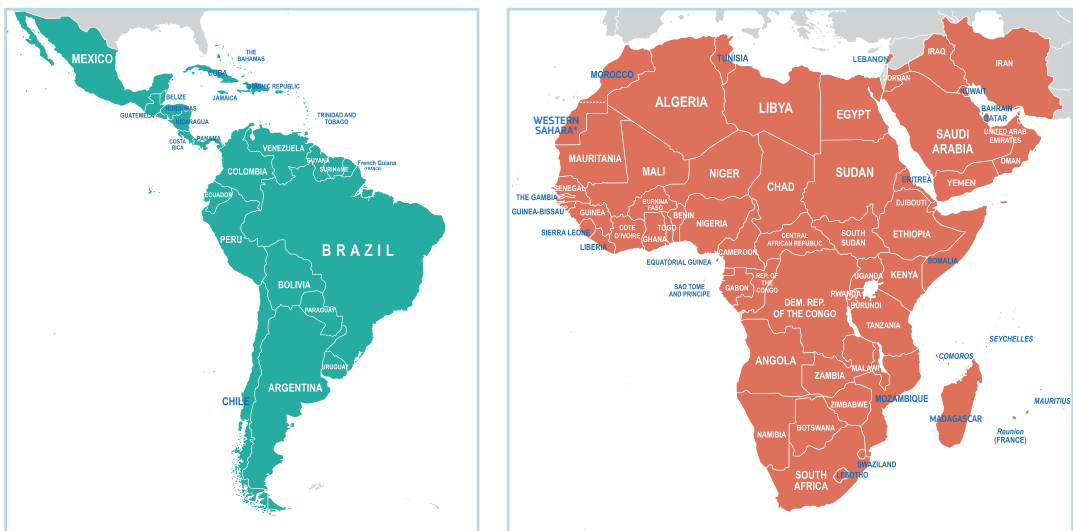 MEXICO
THE
BAHAMAS
CUBA
JAMAICA
BELIZE
HONDURAS
GUATEMELA
NICARAGUA
COSTA
RICA
PANAMA
TRINIDAD AND
TOBAGO
VENEZUELA
GUYANA
SURINAME
French Guiana
(FRANCE)
COLOMBIA
ECUADOR
PERU
BRAZIL
BOLIVIA
PARAGUAY
URUGUAY
ARGENTINA
CHILE
TUNISIA
LEBANON
IRAQ
IRAN
MOROCCO
JORDAN
KUWAIT
ALGERIA
LIBYA
EGYPT
BAHRAIN
QATAR
WESTERN
SAHARA*
SAUDI
ARABIA
UNITED ARAB
EMIRATES
OMAN
MAURITANIA
MALI
NIGER
CHAD
SUDAN
ERITREA
YEMEN
SENEGAL
THE GAMBIA
GUINEA-BISSAU
GUINEA
BURKINA
FASO
BENIN
TOGO
NIGERIA
DJIBOUTI
SIERRA LEONE
COTE
D'IVOIRE
GHANA
LIBERIA
CENTRAL
AFRICAN REPUBLIC
SOUTH
SUDAN
ETHIOPIA
CAMEROON
EQUATORIAL GUINEA
SOMALIA
SAO TOME
AND PRINCIPE
GABON
REP. OF
THE
CONGO
UGANDA
KENYA
RWANDA
BURUNDI
DEM. REP.
OF THE CONGO
TANZANIA
SEYCHELLES
COMOROS
ANGOLA
ZAMBIA
MALAWI
MOZAMBIQUE
MAURITIUS
ZIMBABWE
MADAGASCAR
NAMIBIA
BOTSWANA
Reunion
(FRANCE)
SWAZILAND
SOUTH
AFRICA
LESOTHO